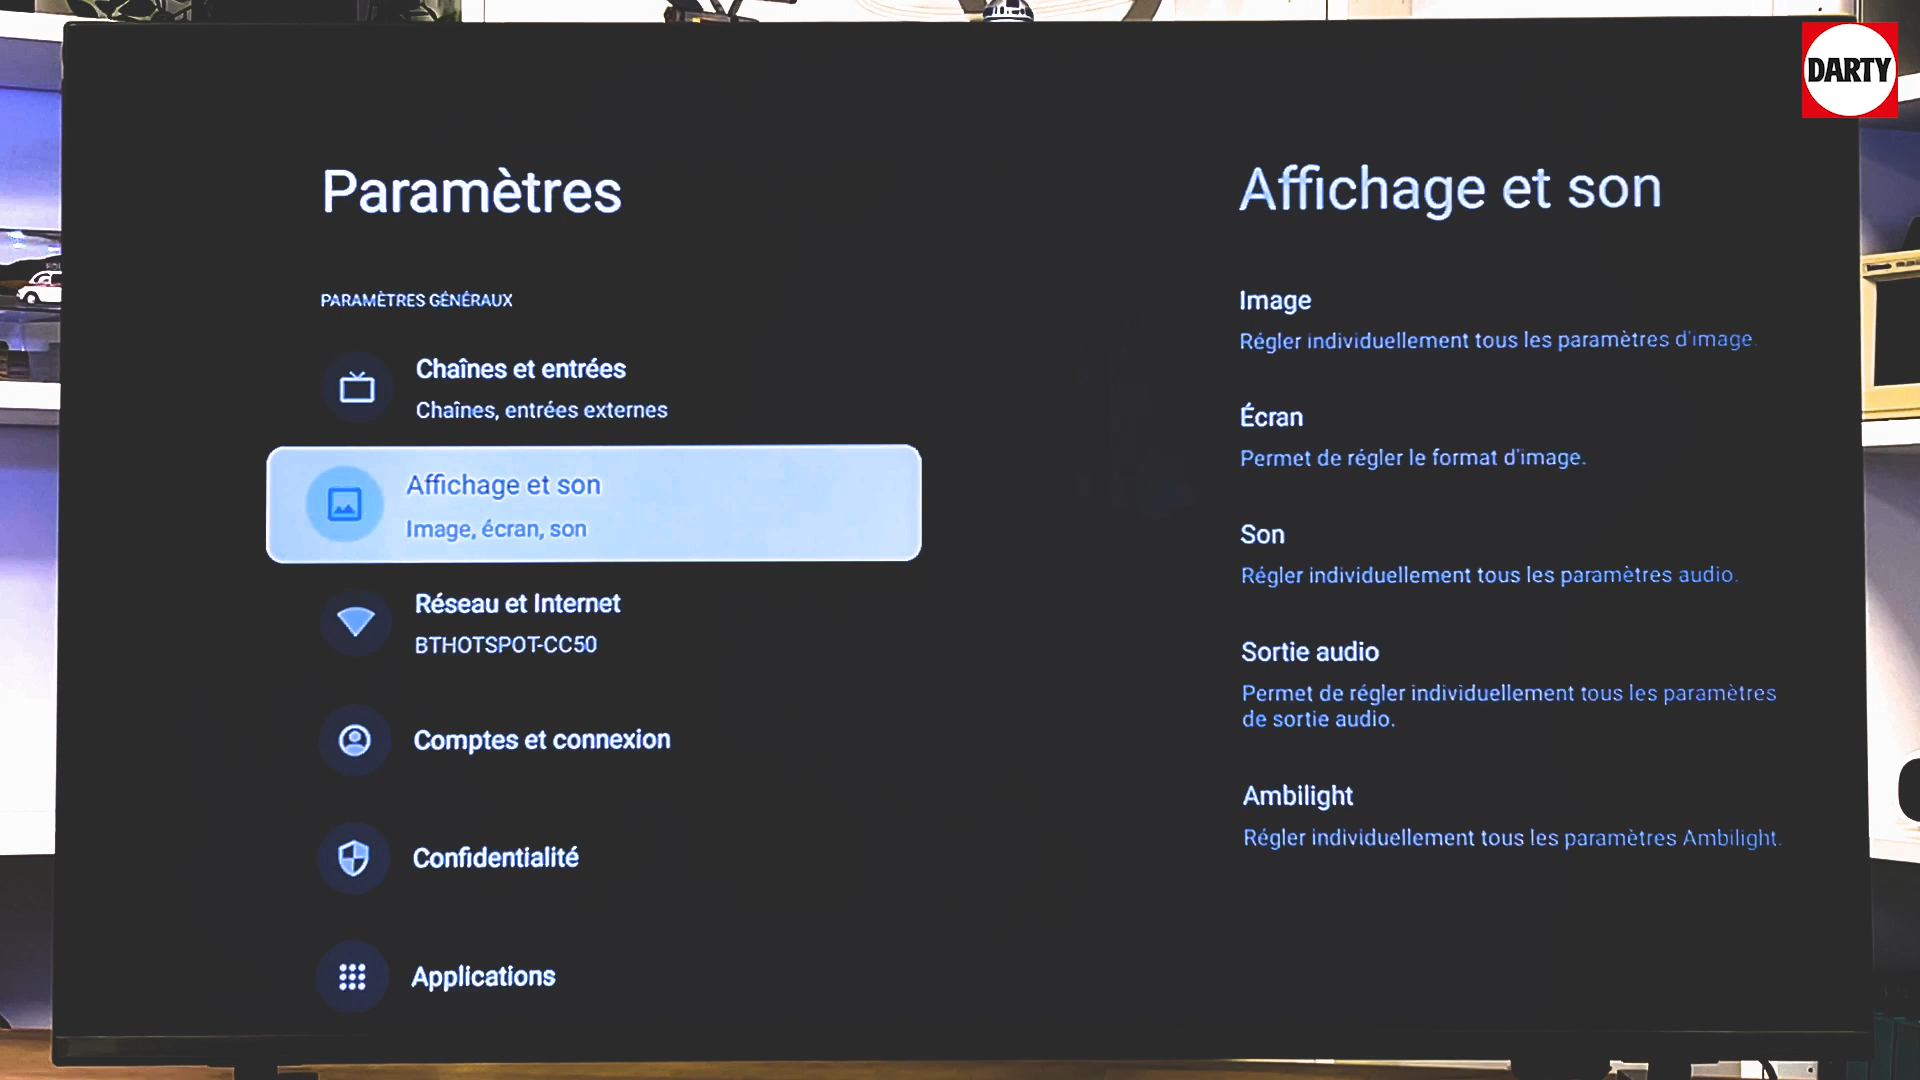 DARTY
Paramètres
PARAMÈTRES GÉNÉRAUX
Chaînes et entrées
Chaînes, entrées externes
Affichage et son
Image, écran, son
Réseau et Internet
BTHOTSPOT-CC50
Comptes et connexion
Confidentialité
Applications
Affichage et son
Image
Régler individuellement tous les paramètres d'image.
Écran
Permet de régler le format d'image.
Son
Régler individuellement tous les paramètres audio.
Sortie audio
Permet de régler individuellement tous les paramètres
de sortie audio.
Ambilight
Régler individuellement tous les paramètres Ambilight.